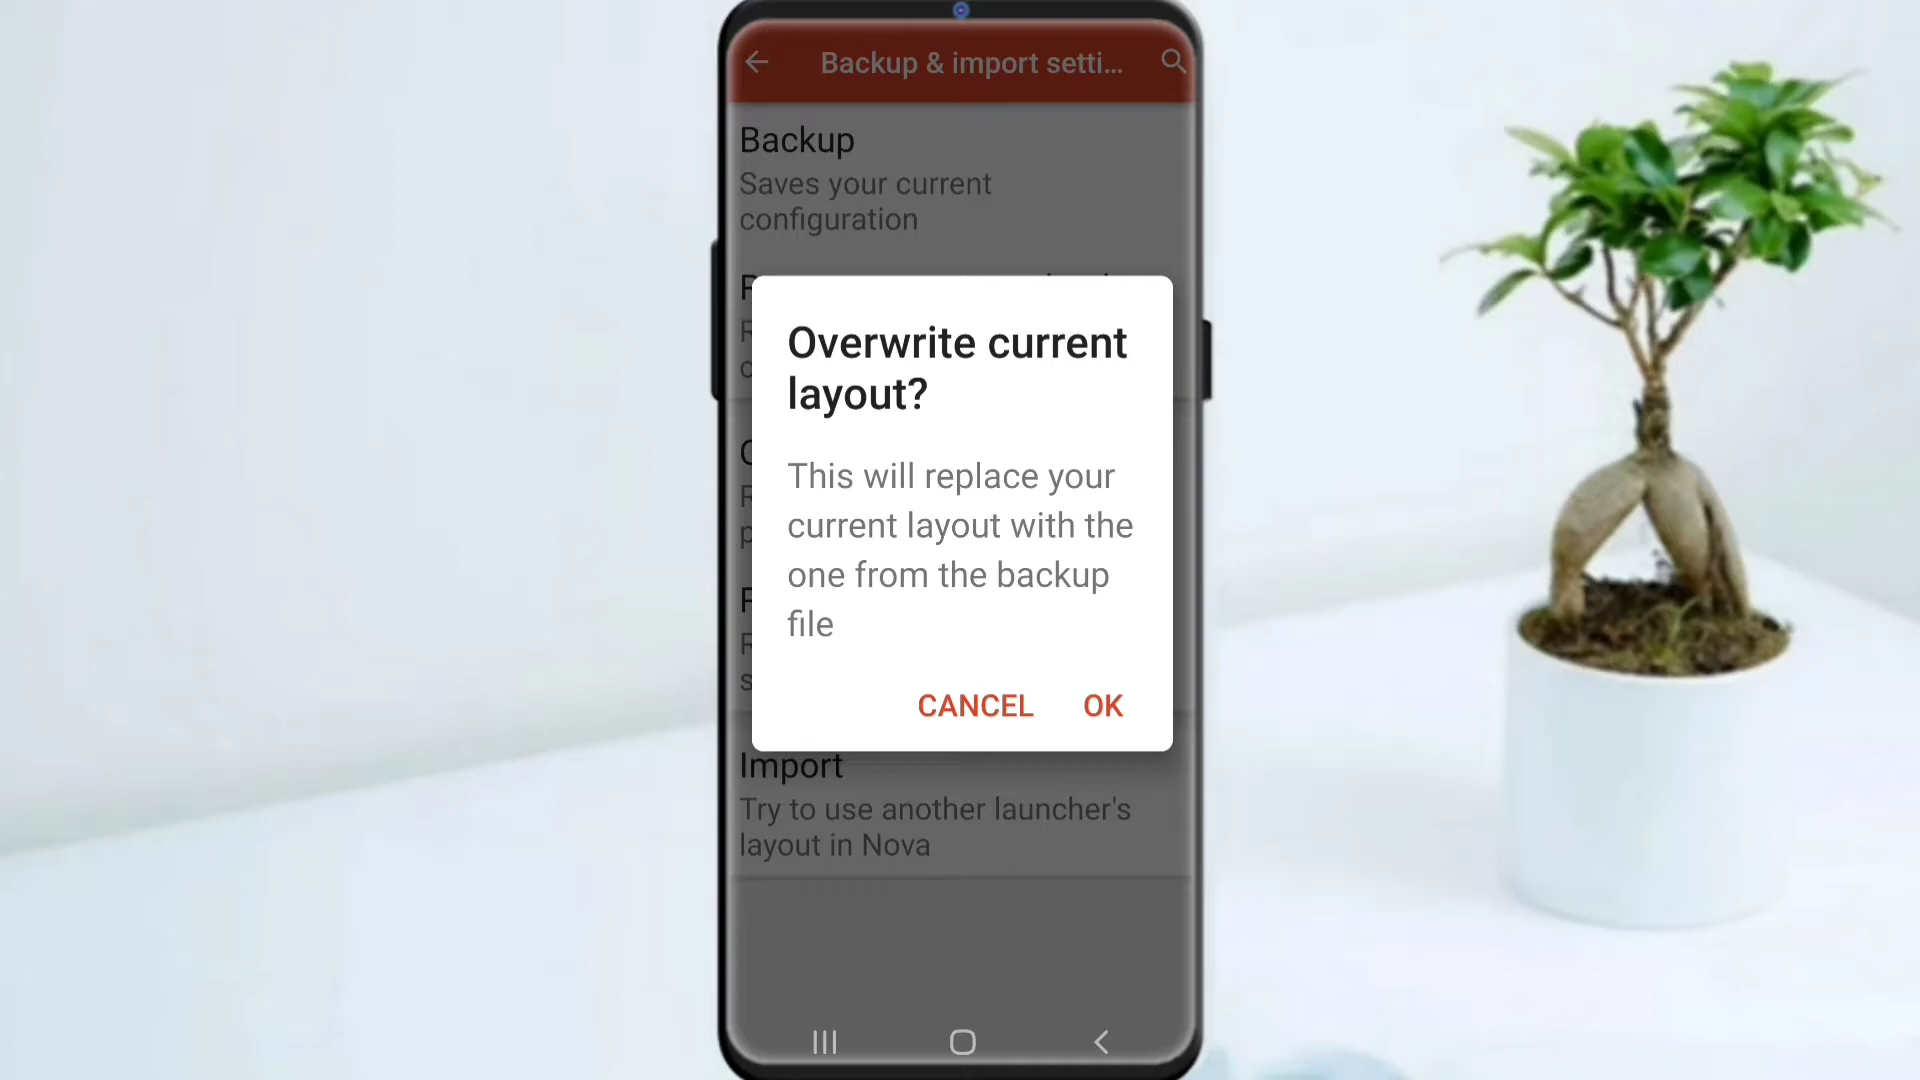 Backup & import setti...
Backup
Saves your current
configuration
Overwrite current
layout?
This will replace your
current layout with the
one from the backup
file
CANCEL OK
Import
Try to use another launcher's
layout in Nova